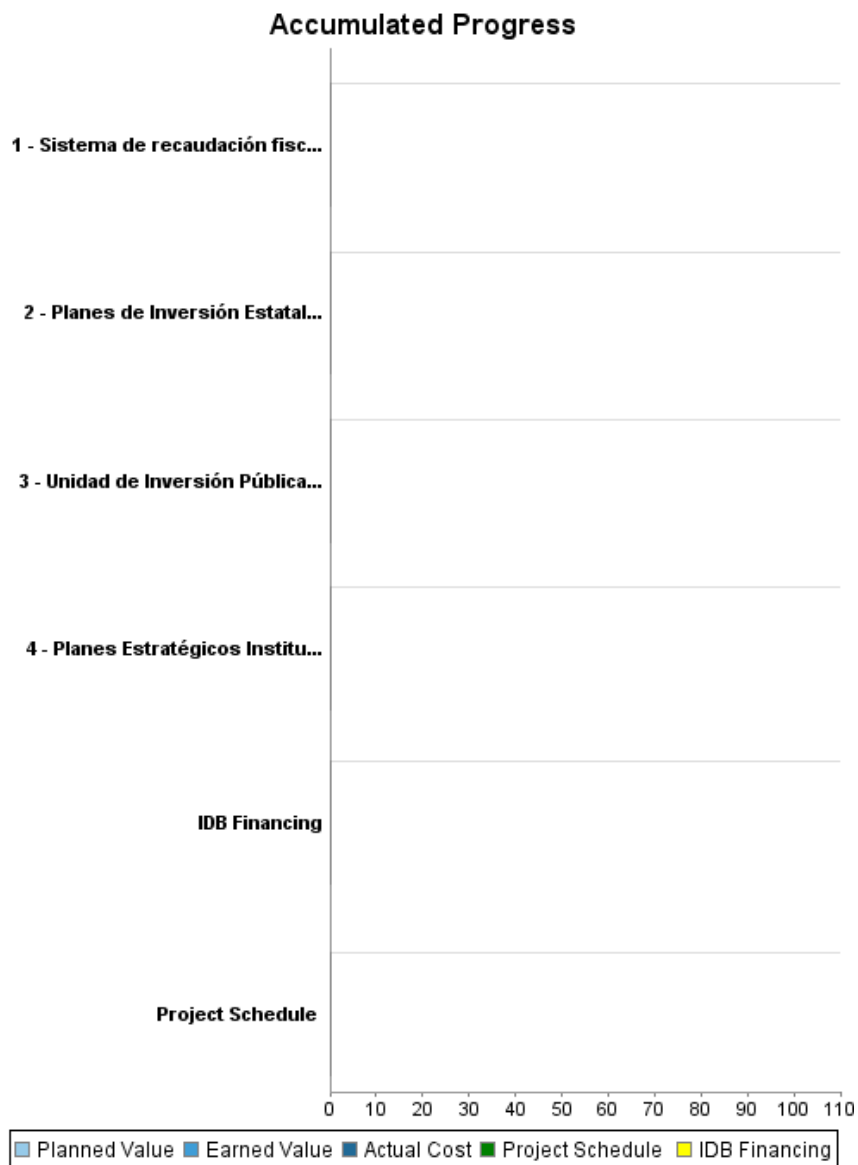 Accumulated Progress
1 - Sistema de recaudación fisc...
2 - Planes de Inversión Estatal...
3 - Unidad de Inversión Pública...
4 - Planes Estratégicos Institu...
IDB Financing
Project Schedule
0 10 20 30 40 50 60 70 80 90 100 110
Planned Value Earned Value Actual Cost Project Schedule IDB Financing